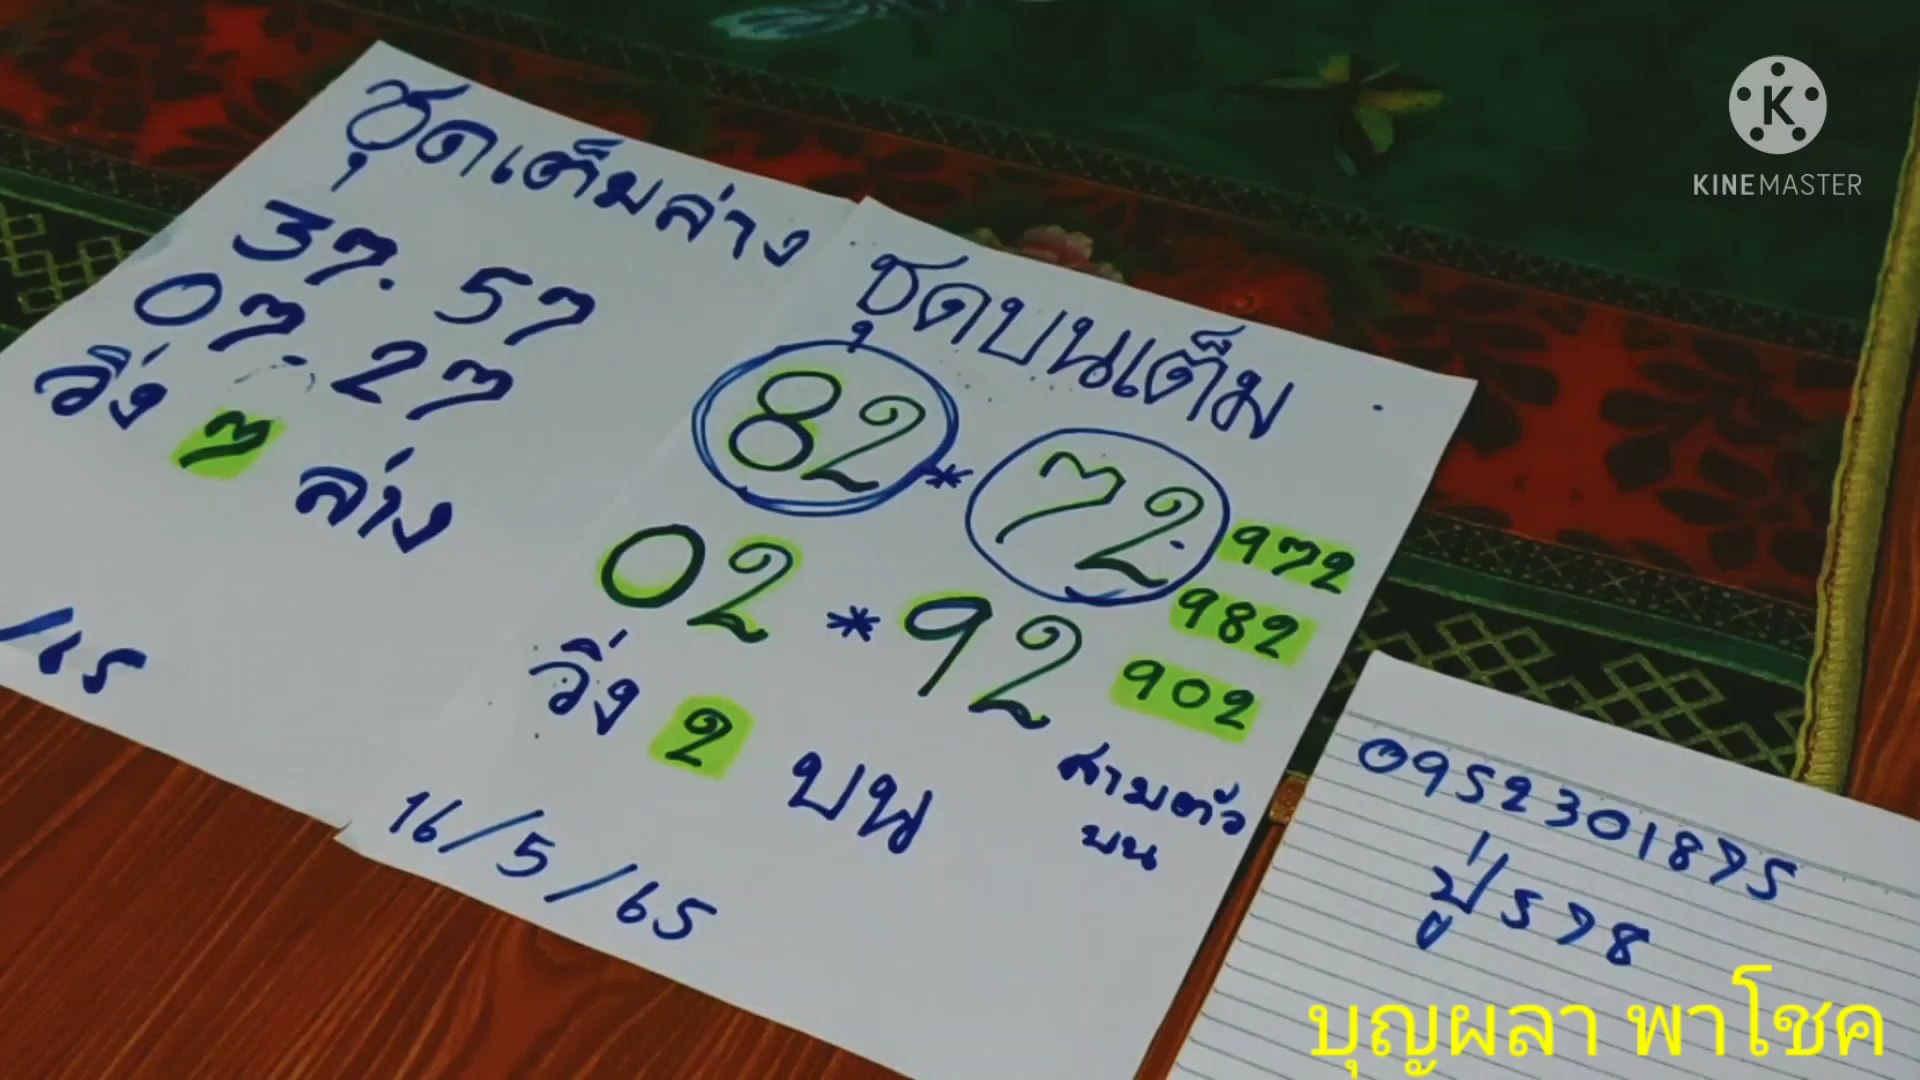 ชุดเต็มล่าง
37. 57
07. 27
วิ่ง 7 ล่าง
/65
ชุดบนเต็ม
82 * 72
02 * 92
วิ่ง 2 บน
972
982
902
สามตัว
บน
16/5/65
0952301875
บุญผลา พาโชค
KINEMASTER